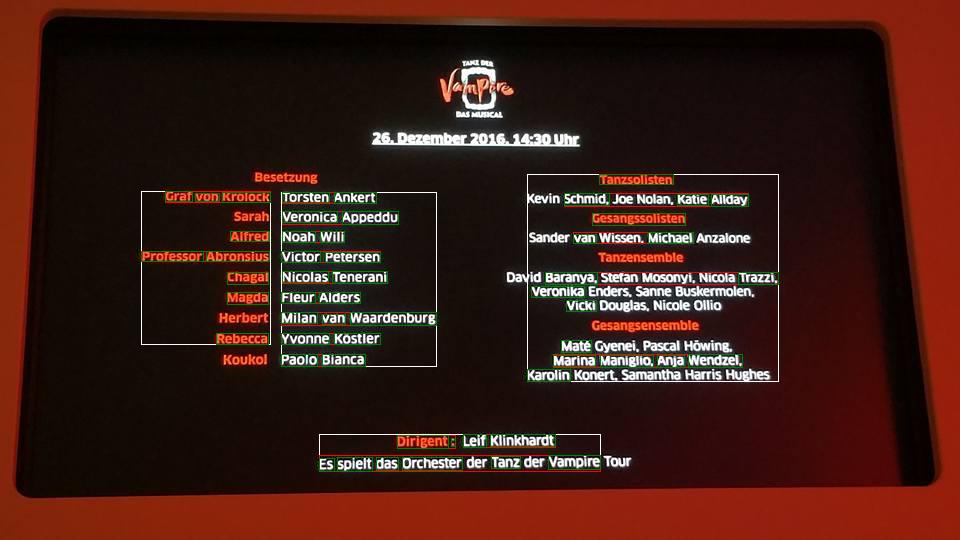 TANZ DER
Vampire
DAS MUSICAL
26. Dezember 2016, 14:30 Uhr
Besetzung
Graf von Krolock Torsten Ankert
Sarah Veronica Appeddu
Alfred Noah Wili
Professor Abronsius Victor Petersen
Chagal Nicolas Tenerani
Magda Fleur Alders
Herbert Milan van Waardenburg
Rebecca Yvonne Köstler
Koukol Paolo Bianca
Tanzsolisten
Kevin Schmid, Joe Nolan, Katie Allday
Gesangssolisten
Sander van Wissen, Michael Anzalone
Tanzensemble
David Baranya, Stefan Mosonyi, Nicola Trazzi,
Veronika Enders, Sanne Buskermolen,
Vicki Douglas, Nicole Ollio
Gesangsensemble
Maté Gyenei, Pascal Höwing,
Marina Maniglio, Anja Wendzel,
Karolin Konert, Samantha Harris Hughes
Dirigent : Leif Klinkhardt
Es spielt das Orchester der Tanz der Vampire Tour